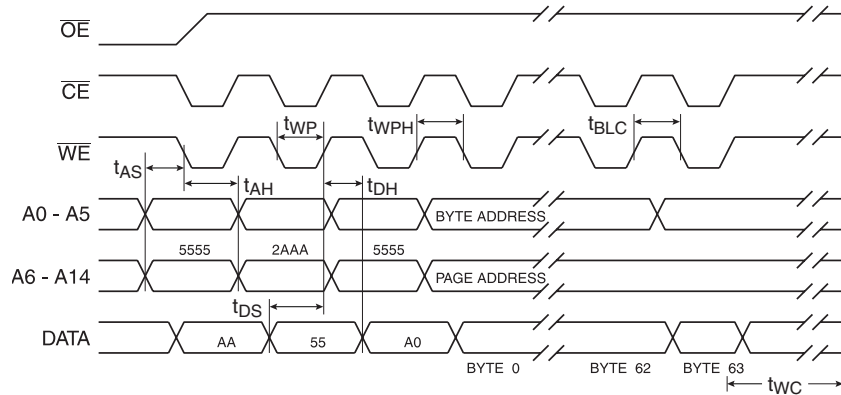 OE
CE
tWP tWPH tBLC
WE
tAS
tAH tDH
A0 - A5 BYTE ADDRESS
5555 2AAA 5555
A6 - A14 PAGE ADDRESS
tDS
DATA AA 55 A0
BYTE 0 BYTE 62 BYTE 63
tWC